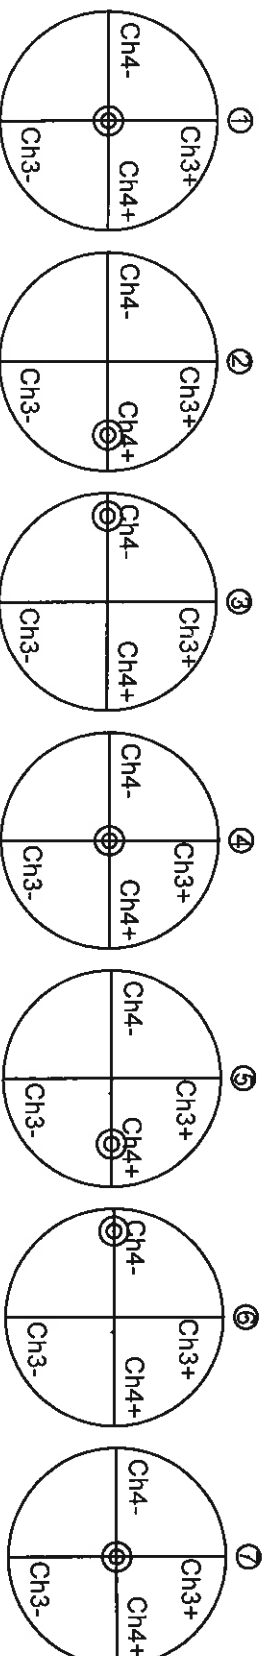 ①
Ch3+
Ch4- Ch4+
Ch3-
②
Ch3+
Ch4- Ch4+
Ch3-
③
Ch3+
Ch4- Ch4+
Ch3-
④
Ch3+
Ch4- Ch4+
Ch3-
⑤
Ch3+
Ch4- Ch4+
Ch3-
⑥
Ch3+
Ch4- Ch4+
Ch3-
⑦
Ch3+
Ch4- Ch4+
Ch3-